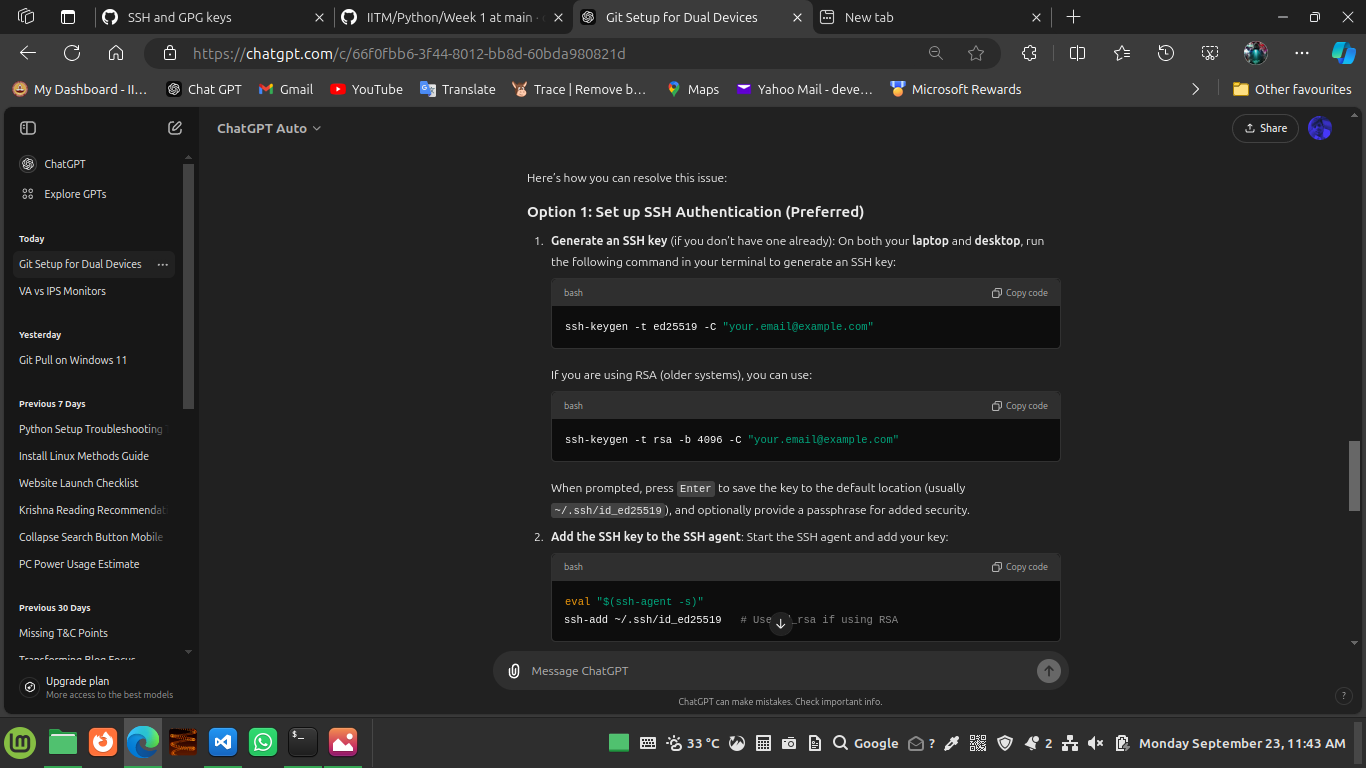 SSH and GPG keys
IITM/Python/Week 1 at main ·
Git Setup for Dual Devices
New tab
https://chatgpt.com/c/66f0fbb6-3f44-8012-bb8d-60bda980821d
My Dashboard - II...
Chat GPT
Gmail
YouTube
Translate
Trace | Remove b...
Maps
Yahoo Mail - deve...
Microsoft Rewards
Other favourites
ChatGPT
Explore GPTs
Today
Git Setup for Dual Devices
VA vs IPS Monitors
Yesterday
Git Pull on Windows 11
Previous 7 Days
Python Setup Troubleshooting
Install Linux Methods Guide
Website Launch Checklist
Krishna Reading Recommendat
Collapse Search Button Mobile
PC Power Usage Estimate
Previous 30 Days
Missing T&C Points
Transforming Blog Focus
Upgrade plan
More access to the best models
ChatGPT Auto
Share
Here's how you can resolve this issue:
Option 1: Set up SSH Authentication (Preferred)
1. Generate an SSH key (if you don't have one already): On both your laptop and desktop, run
the following command in your terminal to generate an SSH key:
bash
Copy code
ssh-keygen -t ed25519 -C "your.email@example.com"
If you are using RSA (older systems), you can use:
bash
Copy code
ssh-keygen -t rsa -b 4096 -C "your.email@example.com"
When prompted, press Enter to save the key to the default location (usually
~/.ssh/id_ed25519), and optionally provide a passphrase for added security.
2. Add the SSH key to the SSH agent: Start the SSH agent and add your key:
bash
Copy code
eval "$(ssh-agent -s)"
ssh-add ~/.ssh/id_ed25519 # Use _rsa if using RSA
Message ChatGPT
ChatGPT can make mistakes. Check important info.
?
$_
33 °C
Google
?
2
Monday September 23, 11:43 AM